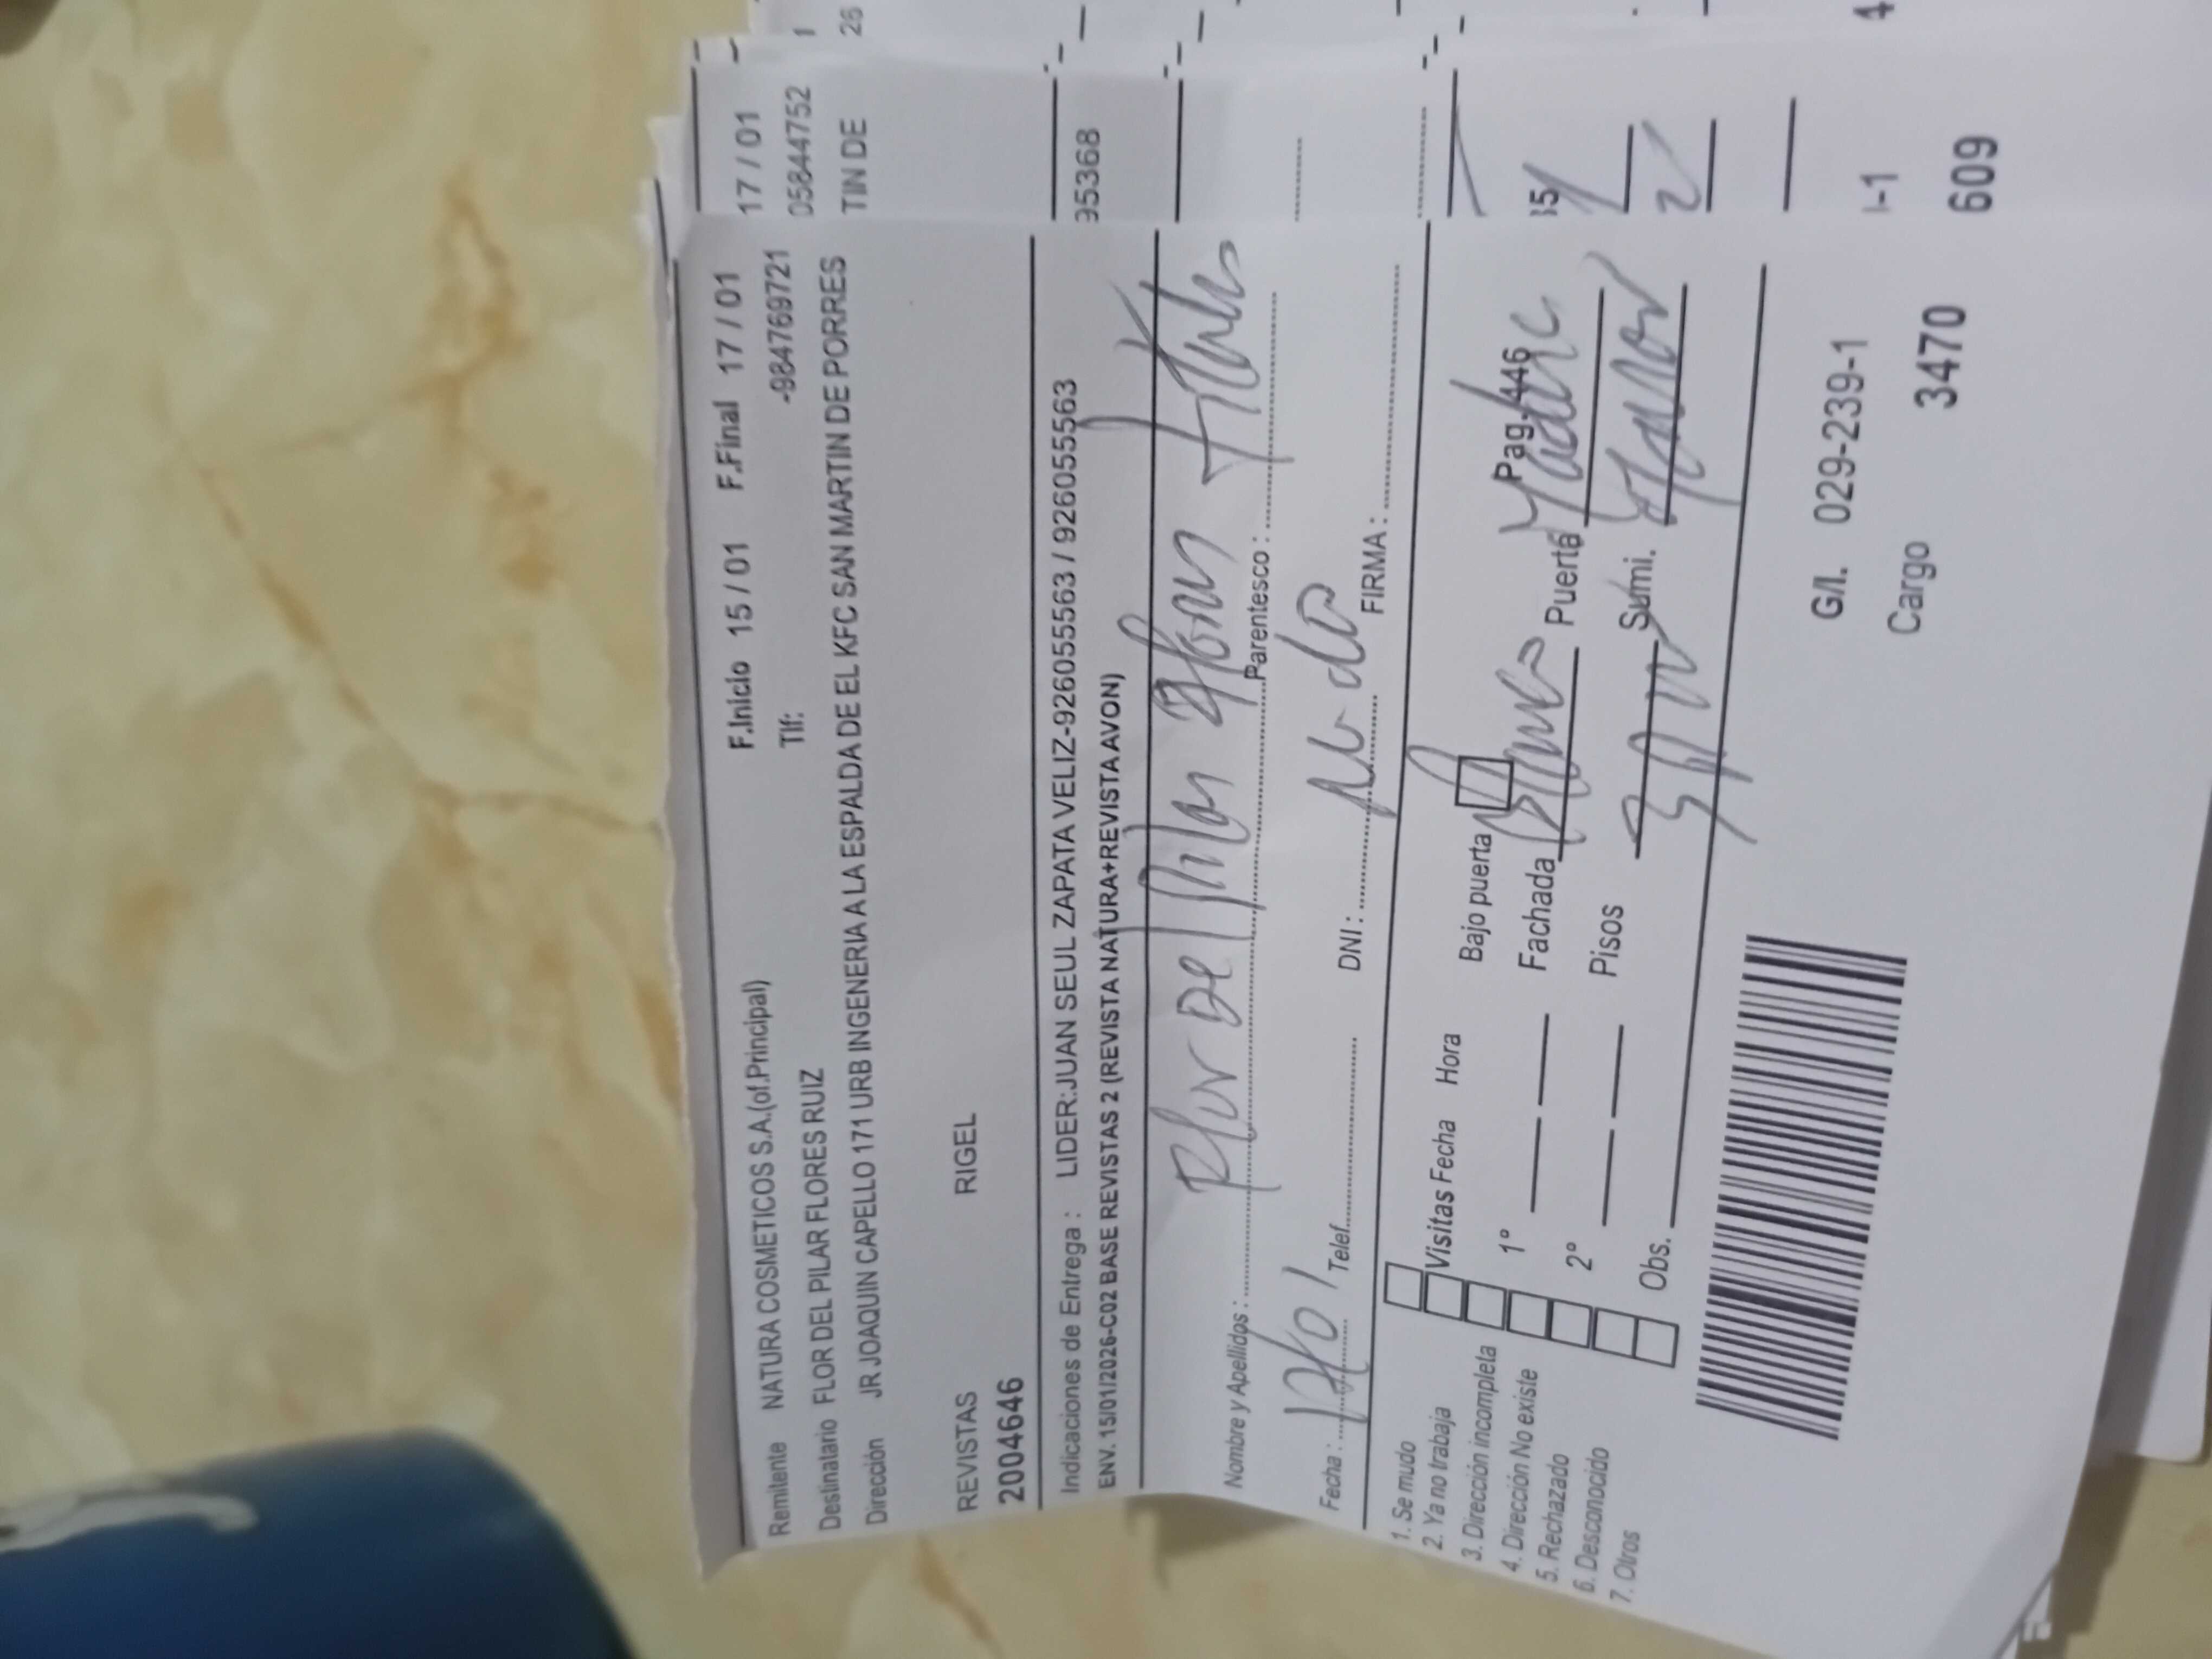 F.Inicio 15 / 01 F.Final 17 / 01
Remitente NATURA COSMETICOS S.A.(of.Principal) Tlf: -984769721
Destinatario FLOR DEL PILAR FLORES RUIZ
Dirección JR JOAQUIN CAPELLO 171 URB INGENERIA A LA ESPALDA DE EL KFC SAN MARTIN DE PORRES
REVISTAS RIGEL
2004646
Indicaciones de Entrega : LIDER:JUAN SEUL ZAPATA VELIZ-926055563 / 926055563
ENV. 15/01/2026-C02 BASE REVISTAS 2 (REVISTA NATURA+REVISTA AVON)
Nombre y Apellidos : Flor Del Pilar Parentesco :
Fecha : Telef. DNI : FIRMA :
1. Se mudo
2. Ya no trabaja
3. Dirección incompleta
4. Dirección No existe
5. Rechazado
6. Desconocido
7. Otros
Visitas Fecha Hora Bajo puerta Pag. 446
1° Fachada Puerta
2° Pisos Sumi.
Obs.
G/I. 029-239-1
Cargo 3470
17 / 01
05844752
TIN DE
95368
I-1
609
1
26
4